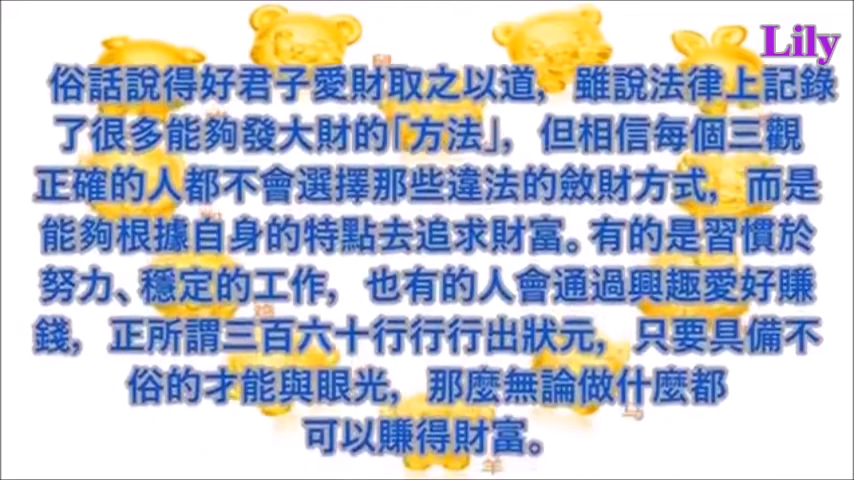 Lily
俗話說得好君子愛財取之以道，雖說法律上記錄
了很多能夠發大財的「方法」，但相信每個三觀
正確的人都不會選擇那些違法的斂財方式，而是
能夠根據自身的特點去追求財富。有的是習慣於
努力、穩定的工作，也有的人會通過興趣愛好賺
錢，正所謂三百六十行行行出狀元，只要具備不
俗的才能與眼光，那麼無論做什麼都
可以賺得財富。
马
羊